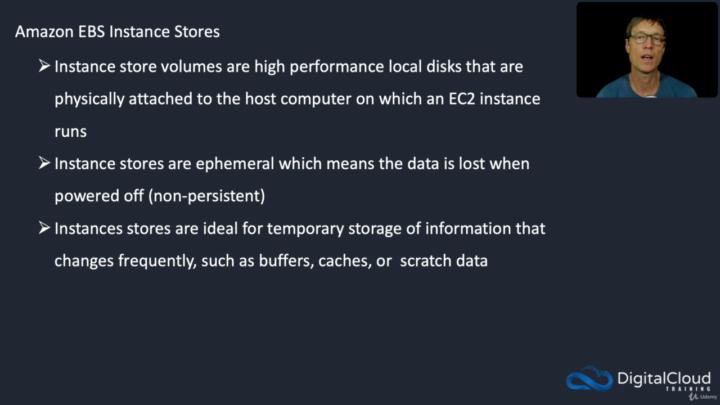 Amazon EBS Instance Stores
➢ Instance store volumes are high performance local disks that are
physically attached to the host computer on which an EC2 instance
runs
➢ Instance stores are ephemeral which means the data is lost when
powered off (non-persistent)
➢ Instances stores are ideal for temporary storage of information that
changes frequently, such as buffers, caches, or scratch data
DigitalCloud
TRAINING
Udemy